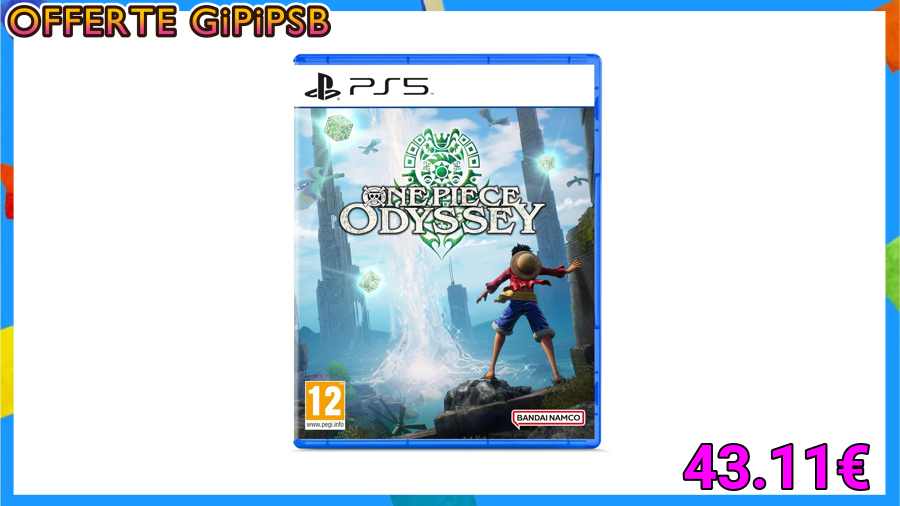 OFFERTE GiPiPSB
PS5
ONE PIECE
ODYSSEY
12
www.pegi.info
BANDAI NAMCO
43.11€